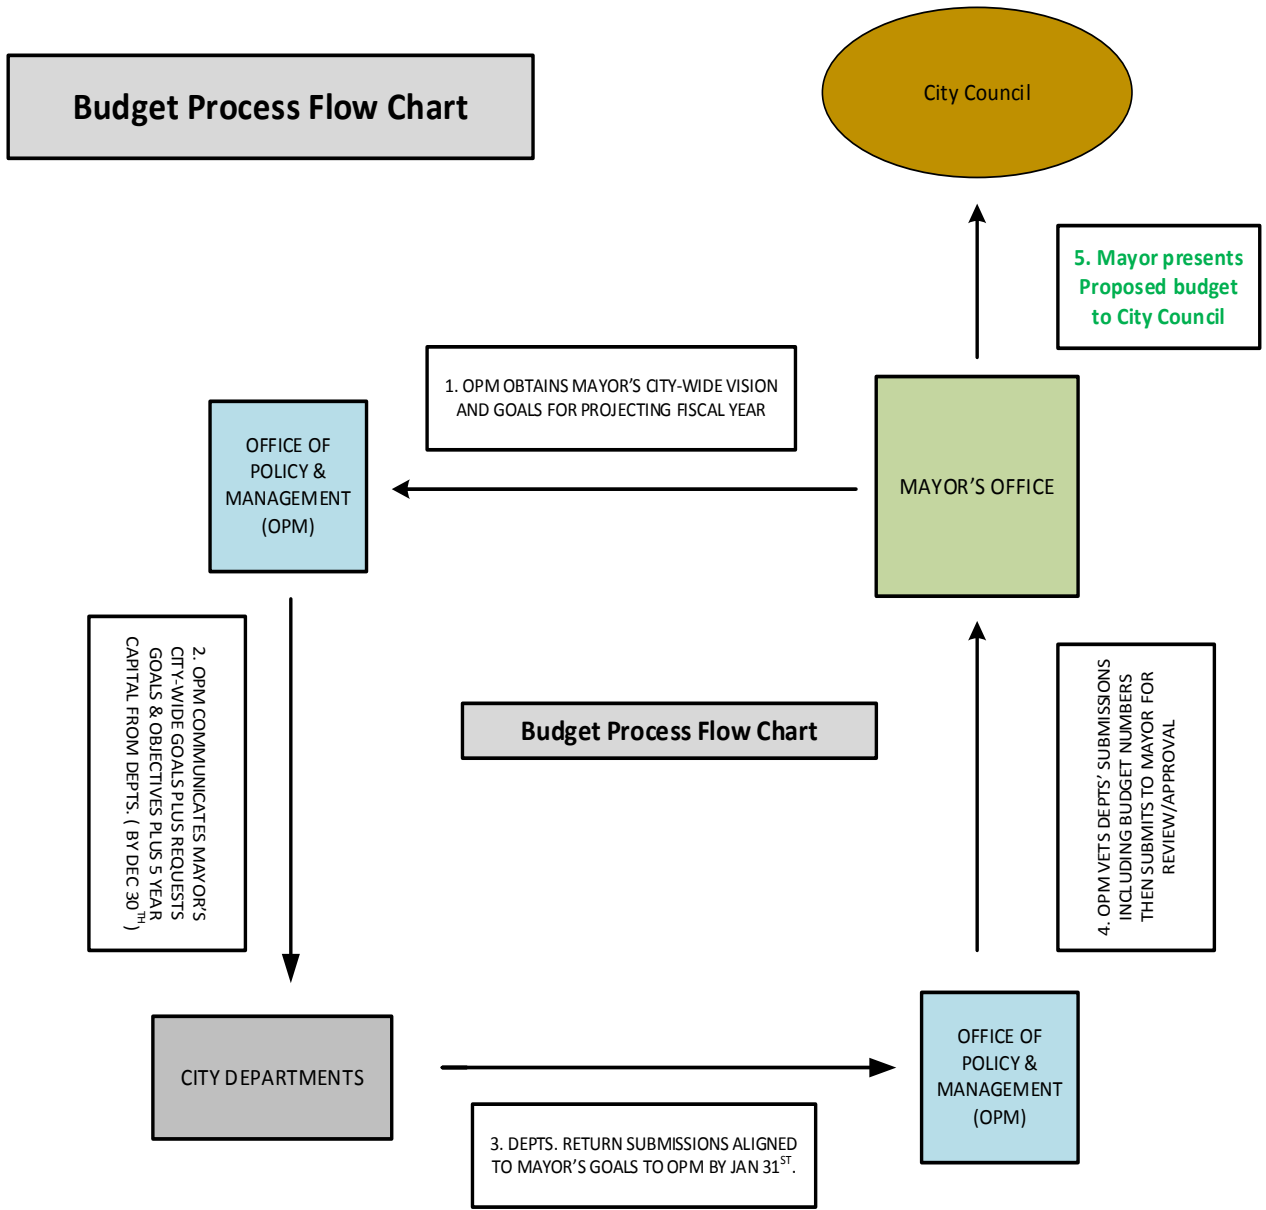 Budget Process Flow Chart
City Council
5. Mayor presents
Proposed budget
to City Council
1. OPM OBTAINS MAYOR'S CITY-WIDE VISION
AND GOALS FOR PROJECTING FISCAL YEAR
OFFICE OF
POLICY &
MANAGEMENT
(OPM)
MAYOR'S OFFICE
2. OPM COMMUNICATES MAYOR'S
CITY-WIDE GOALS PLUS REQUESTS
GOALS & OBJECTIVES PLUS 5 YEAR
CAPITAL FROM DEPTS. ( BY DEC 30TH)
Budget Process Flow Chart
4. OPM VETS DEPTS' SUBMISSIONS
INCLUDING BUDGET NUMBERS
THEN SUBMITS TO MAYOR FOR
REVIEW/APPROVAL
CITY DEPARTMENTS
OFFICE OF
POLICY &
MANAGEMENT
(OPM)
3. DEPTS. RETURN SUBMISSIONS ALIGNED
TO MAYOR'S GOALS TO OPM BY JAN 31ST.